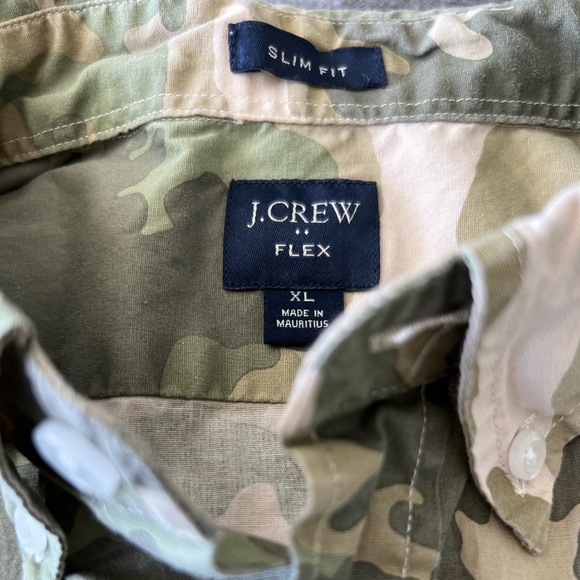 SLIM FIT
J.CREW
FLEX
XL
MADE IN
MAURITIUS